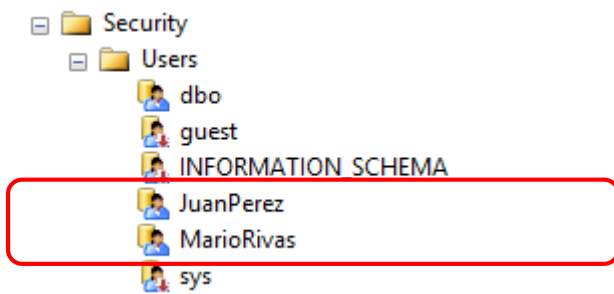 Security
Users
dbo
guest
INFORMATION_SCHEMA
JuanPerez
MarioRivas
sys